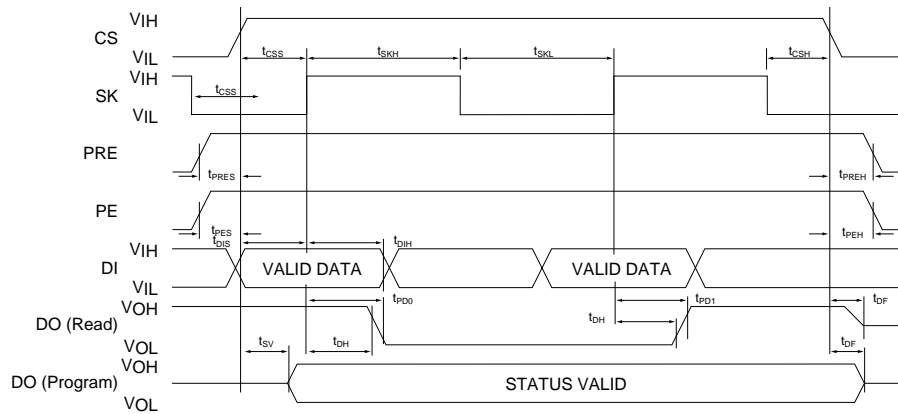 VIH
CS
VIL
tCSS
tSKH
tSKL
tCSH
VIH
SK
VIL
tCSS
PRE
tPRES
tPREH
PE
tPES
tPEH
tDIS
tDIH
VIH
DI
VIL
VALID DATA
VALID DATA
VOH
DO (Read)
VOL
tPD0
tPD1
tDF
tDH
tSV
tDH
tDF
VOH
DO (Program)
VOL
STATUS VALID